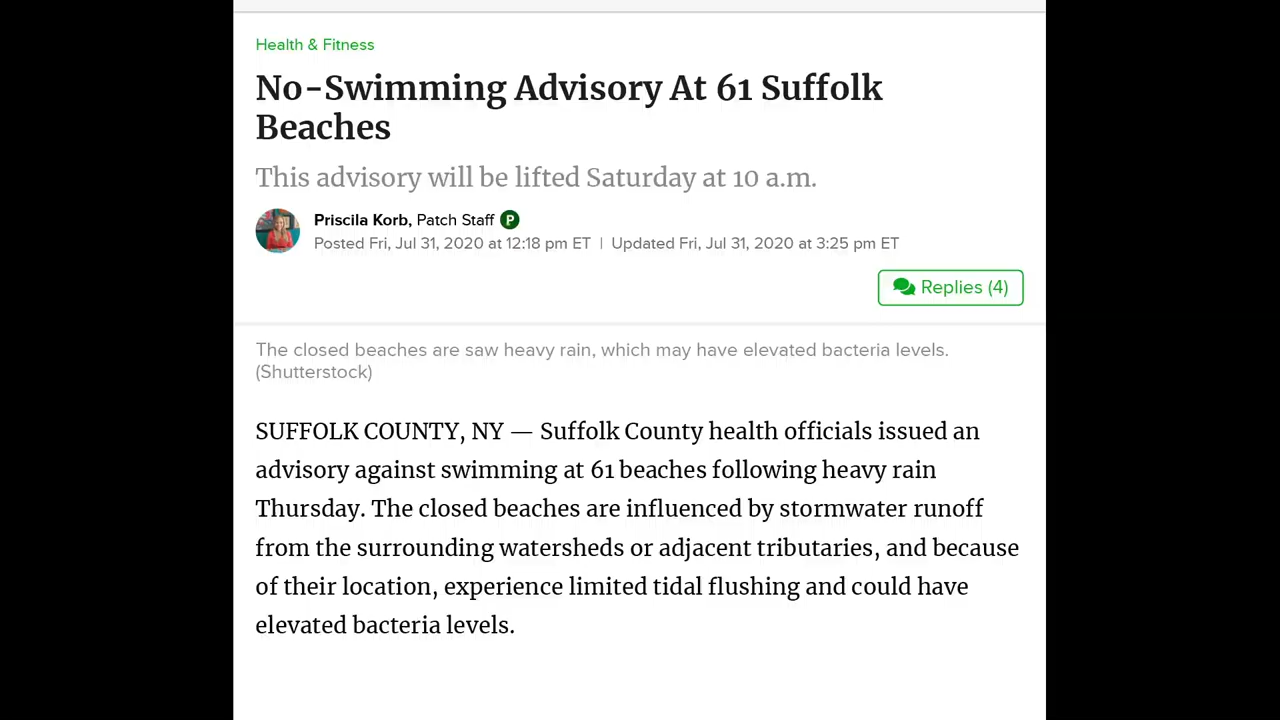 Health & Fitness
No-Swimming Advisory At 61 Suffolk
Beaches
This advisory will be lifted Saturday at 10 a.m.
Priscila Korb, Patch Staff P
Posted Fri, Jul 31, 2020 at 12:18 pm ET | Updated Fri, Jul 31, 2020 at 3:25 pm ET
Replies (4)
The closed beaches are saw heavy rain, which may have elevated bacteria levels.
(Shutterstock)
SUFFOLK COUNTY, NY — Suffolk County health officials issued an
advisory against swimming at 61 beaches following heavy rain
Thursday. The closed beaches are influenced by stormwater runoff
from the surrounding watersheds or adjacent tributaries, and because
of their location, experience limited tidal flushing and could have
elevated bacteria levels.